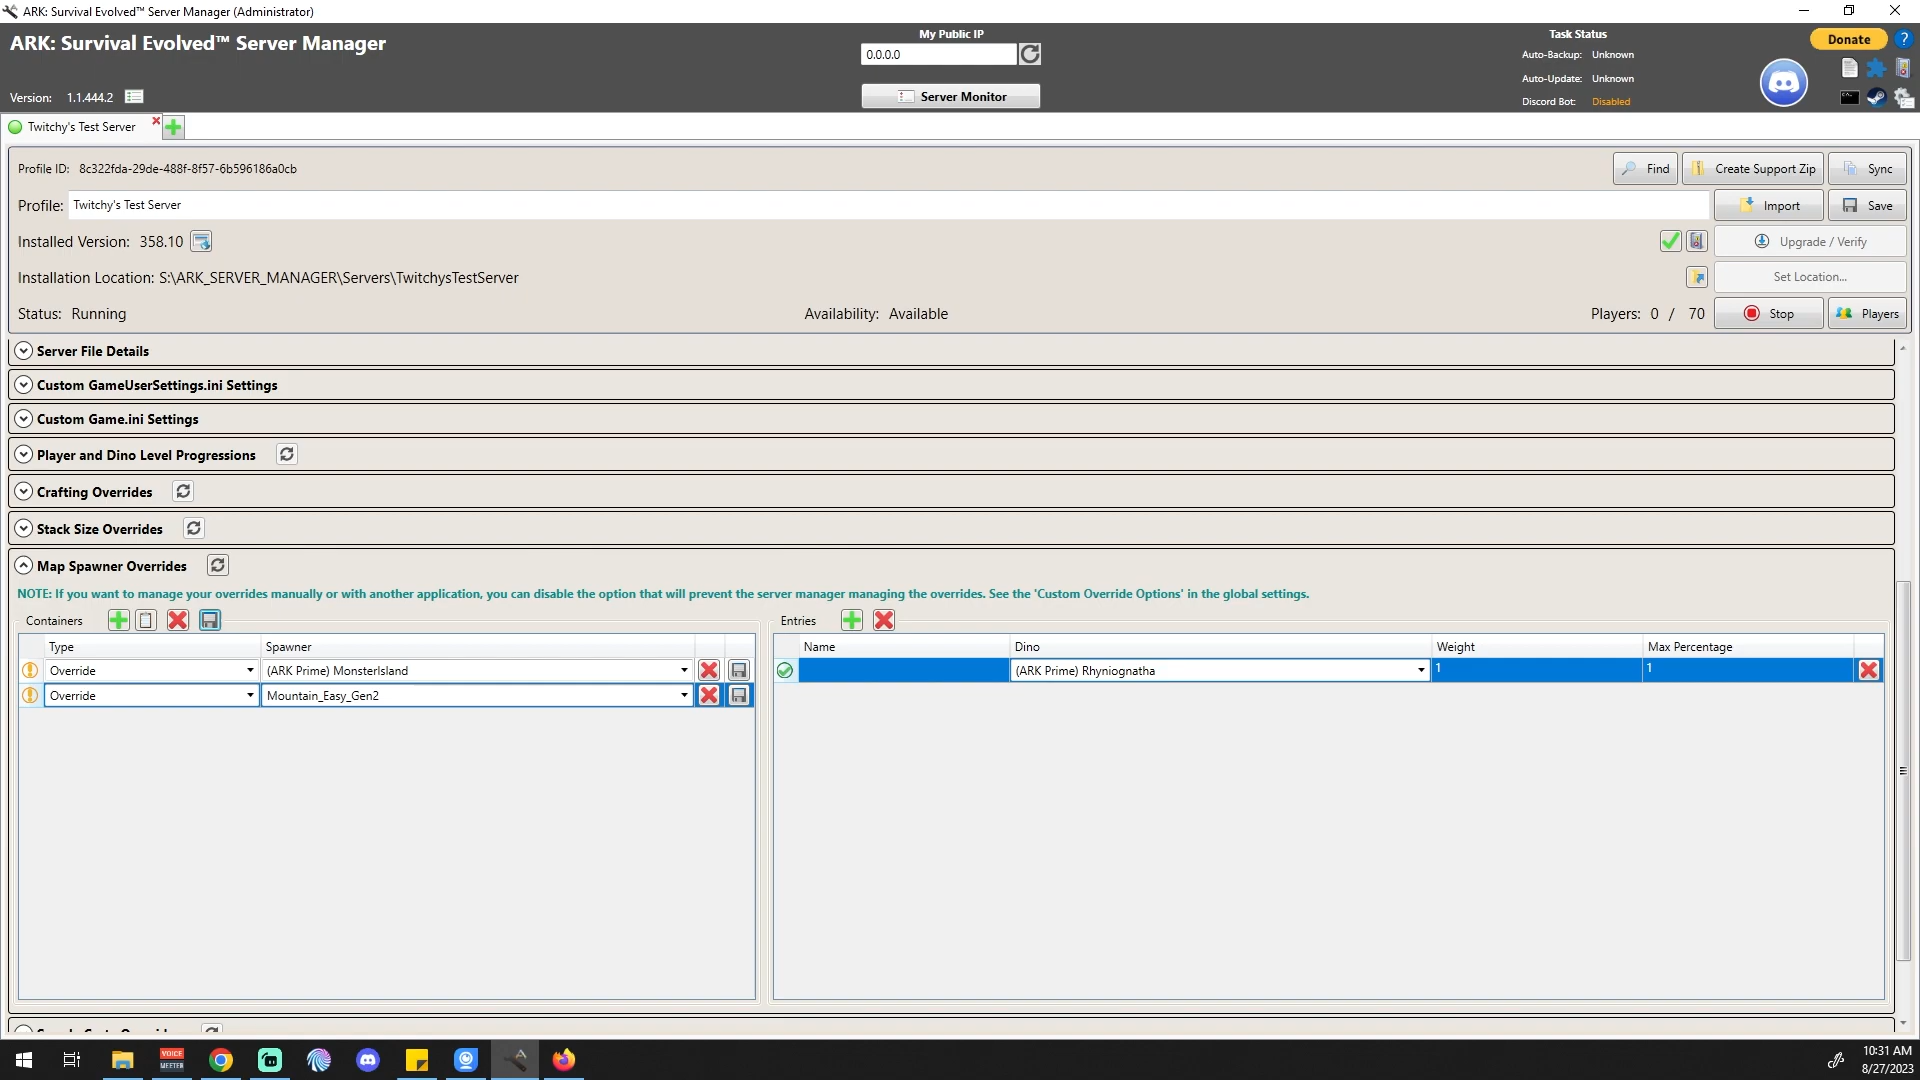 ARK: Survival Evolved™ Server Manager (Administrator)
ARK: Survival Evolved™ Server Manager
Version: 1.1.444.2
My Public IP
0.0.0.0
Server Monitor
Task Status
Auto-Backup: Unknown
Auto-Update: Unknown
Discord Bot: Disabled
Donate
?
Twitchy's Test Server
Profile ID: 8c322fda-29de-488f-8f57-6b596186a0cb
Find
Create Support Zip
Sync
Profile: Twitchy's Test Server
Import
Save
Installed Version: 358.10
Upgrade / Verify
Installation Location: S:\ARK_SERVER_MANAGER\Servers\TwitchysTestServer
Set Location...
Status: Running
Availability: Available
Players: 0 / 70
Stop
Players
Server File Details
Custom GameUserSettings.ini Settings
Custom Game.ini Settings
Player and Dino Level Progressions
Crafting Overrides
Stack Size Overrides
Map Spawner Overrides
NOTE: If you want to manage your overrides manually or with another application, you can disable the option that will prevent the server manager managing the overrides. See the 'Custom Override Options' in the global settings.
Containers
Type Spawner
Override (ARK Prime) MonsterIsland
Override Mountain_Easy_Gen2
Entries
Name Dino Weight Max Percentage
(ARK Prime) Rhyniognatha 1 1
VOICE
MEETER
10:31 AM
8/27/2023